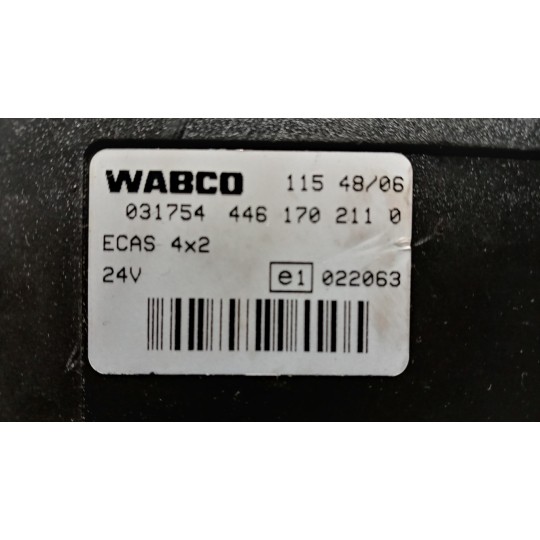 WABCO 115 48/06
031754 446 170 211 0
ECAS 4x2
24V e1 022063